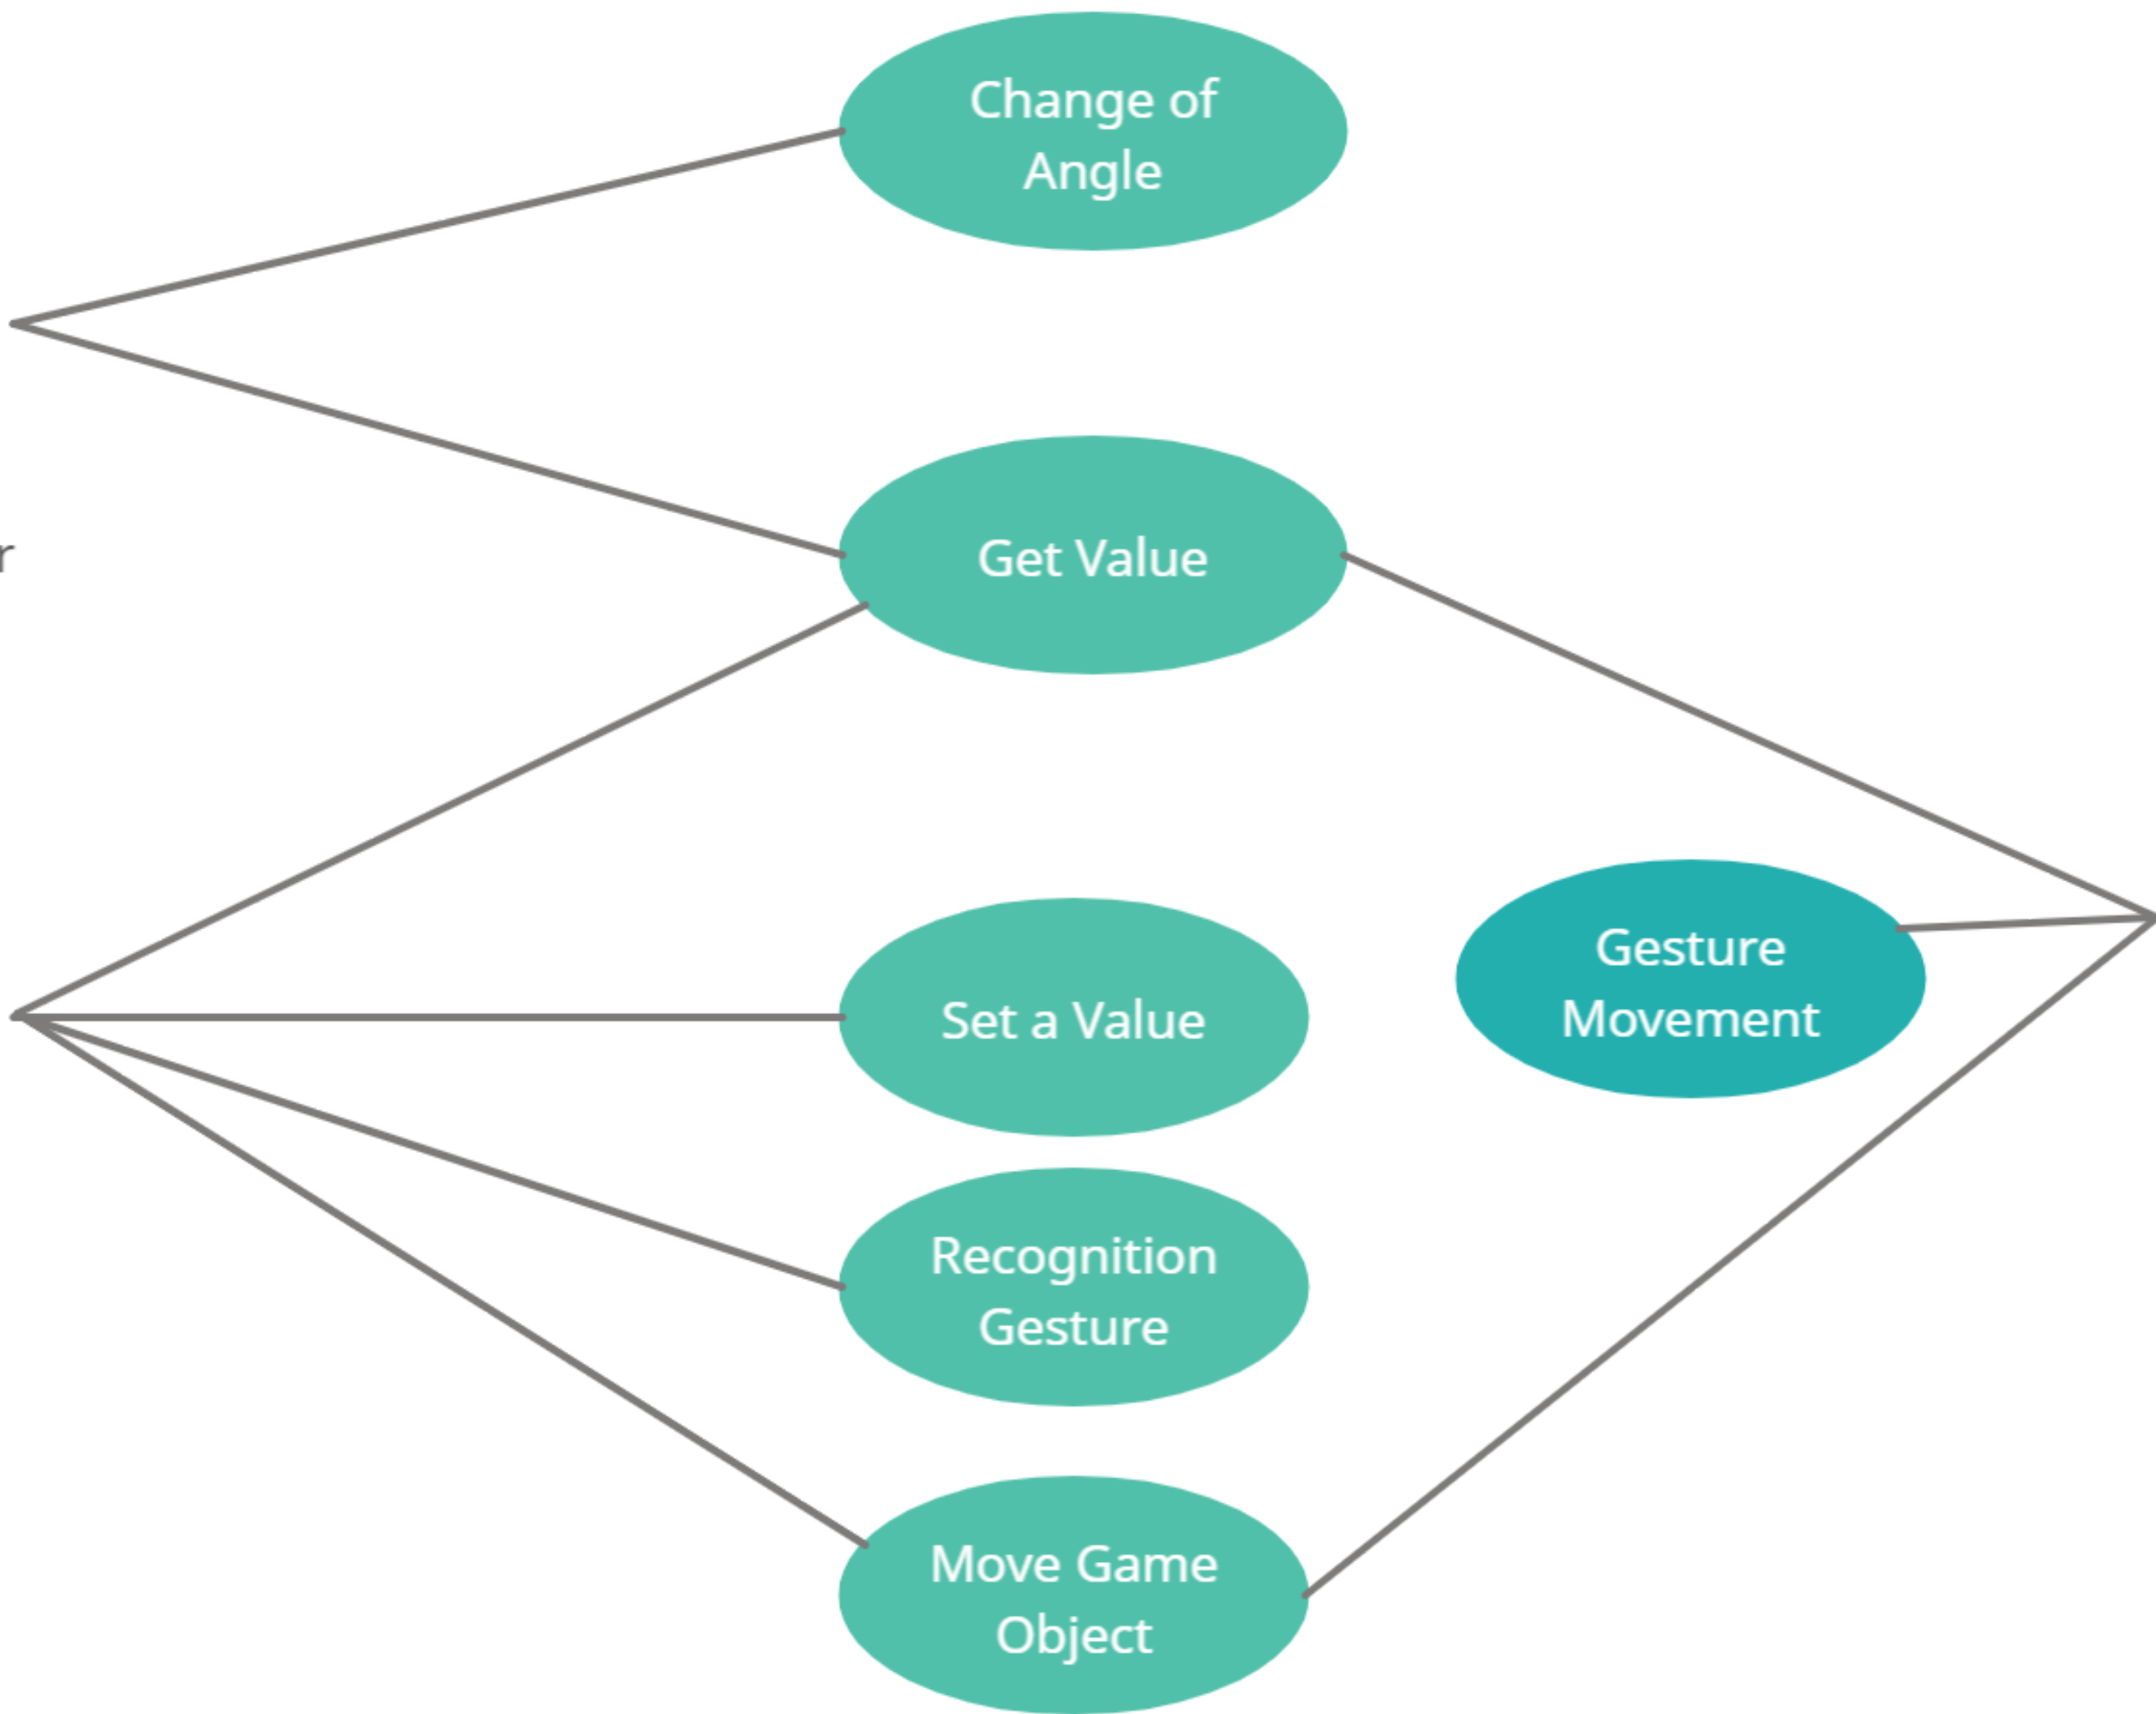 Change of
Angle
r
Get Value
Gesture
Movement
Set a Value
Recognition
Gesture
Move Game
Object